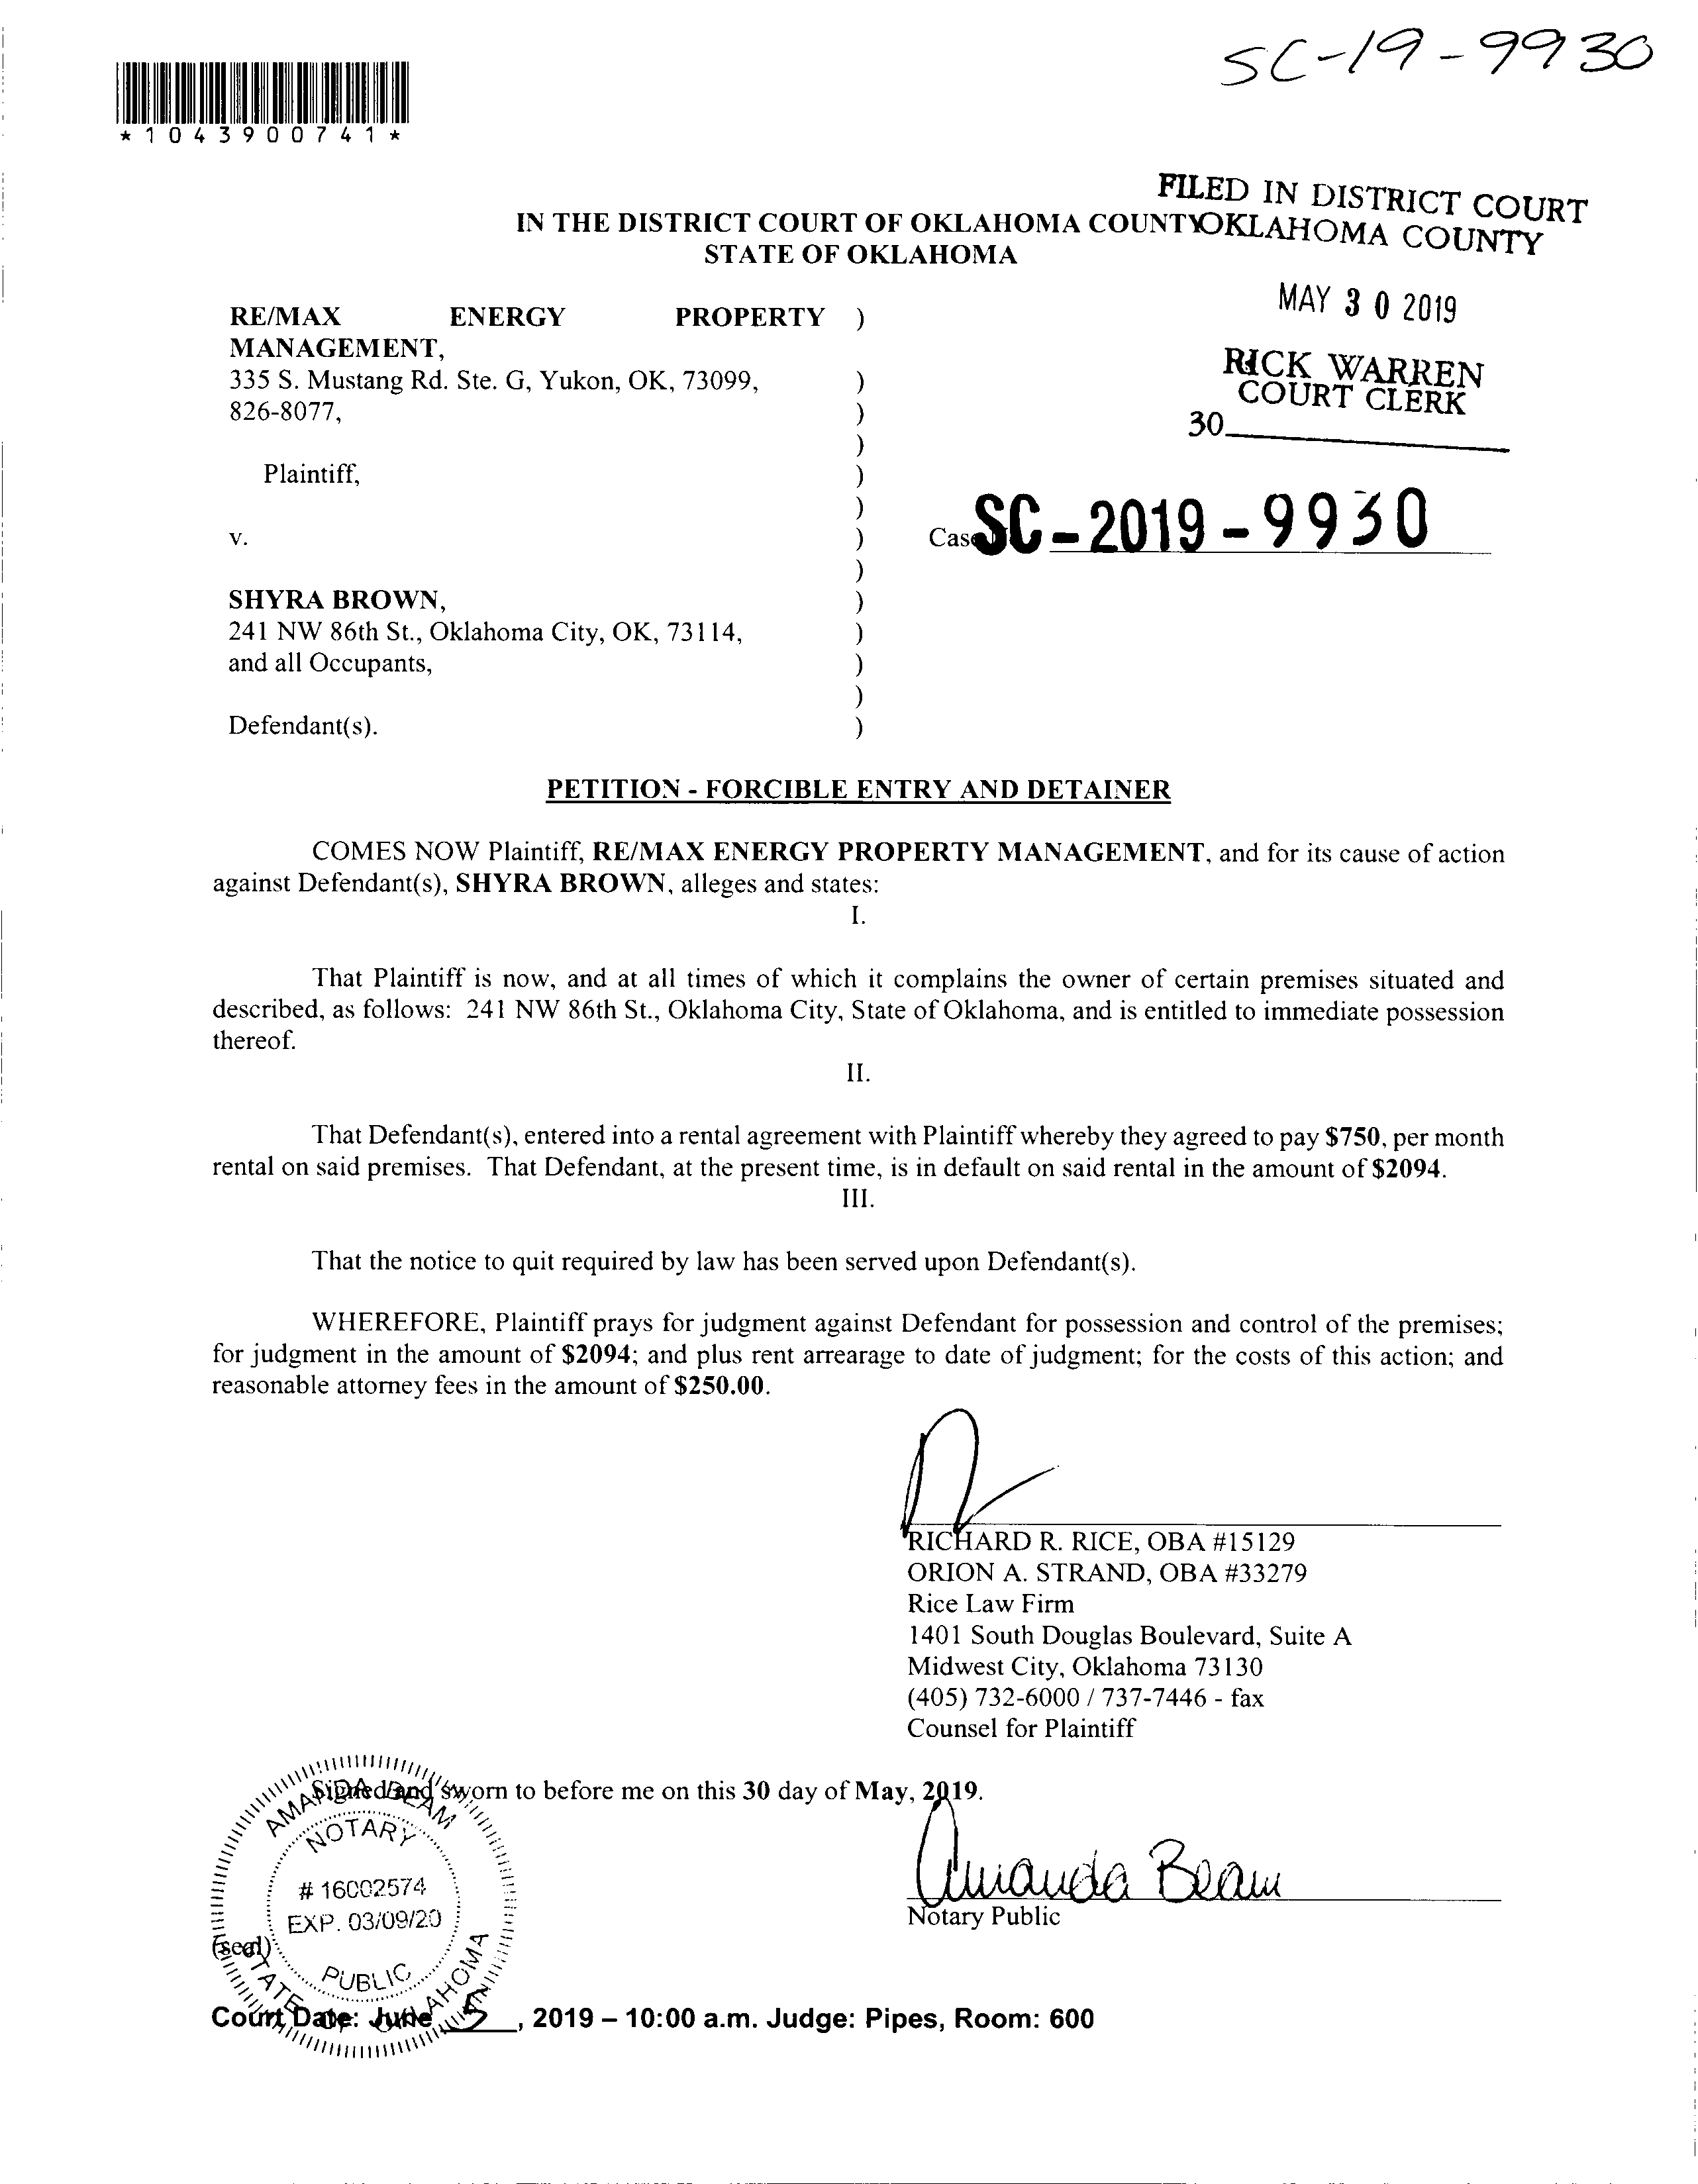 SC-19-9930
*1043900741*
FILED IN DISTRICT COURT
OKLAHOMA COUNTY
IN THE DISTRICT COURT OF OKLAHOMA COUNTY
STATE OF OKLAHOMA
MAY 30 2019
RICK WARREN
COURT CLERK
30
RE/MAX ENERGY PROPERTY )
MANAGEMENT,
335 S. Mustang Rd. Ste. G, Yukon, OK, 73099, )
826-8077, )
)
Plaintiff, )
)
v. )
)
Case SC-2019-9930
SHYRA BROWN, )
241 NW 86th St., Oklahoma City, OK, 73114, )
and all Occupants, )
)
Defendant(s). )
PETITION - FORCIBLE ENTRY AND DETAINER
COMES NOW Plaintiff, RE/MAX ENERGY PROPERTY MANAGEMENT, and for its cause of action
against Defendant(s), SHYRA BROWN, alleges and states:
I.
That Plaintiff is now, and at all times of which it complains the owner of certain premises situated and
described, as follows: 241 NW 86th St., Oklahoma City, State of Oklahoma, and is entitled to immediate possession
thereof.
II.
That Defendant(s), entered into a rental agreement with Plaintiff whereby they agreed to pay $750, per month
rental on said premises. That Defendant, at the present time, is in default on said rental in the amount of $2094.
III.
That the notice to quit required by law has been served upon Defendant(s).
WHEREFORE, Plaintiff prays for judgment against Defendant for possession and control of the premises;
for judgment in the amount of $2094; and plus rent arrearage to date of judgment; for the costs of this action; and
reasonable attorney fees in the amount of $250.00.
RICHARD R. RICE, OBA #15129
ORION A. STRAND, OBA #33279
Rice Law Firm
1401 South Douglas Boulevard, Suite A
Midwest City, Oklahoma 73130
(405) 732-6000 / 737-7446 - fax
Counsel for Plaintiff
Signed and sworn to before me on this 30 day of May, 2019.
Amanda Beam
Notary Public
AMANDA BEAM
NOTARY
# 16002574
EXP. 03/09/20
PUBLIC
STATE OF OKLAHOMA
(seal)
Court Date: June 5, 2019 – 10:00 a.m. Judge: Pipes, Room: 600